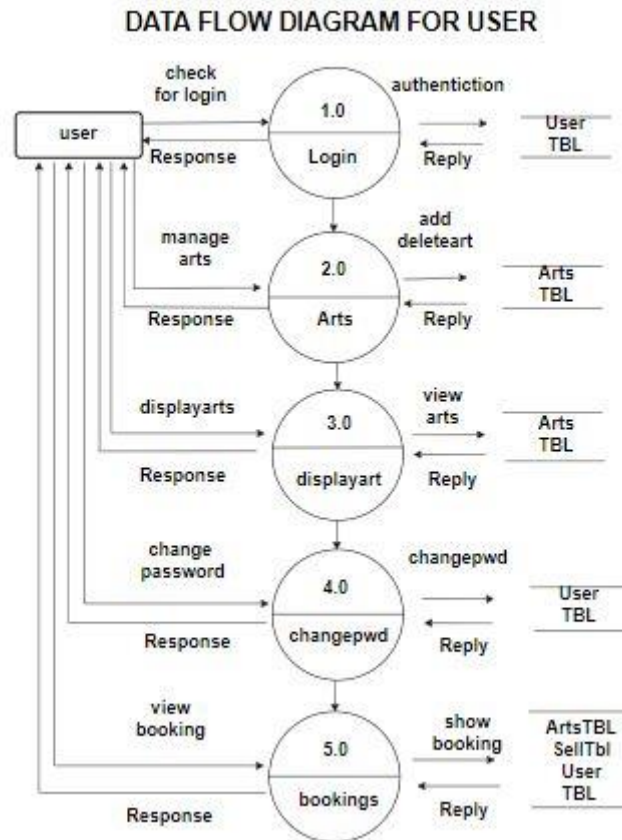 DATA FLOW DIAGRAM FOR USER
check
for login
authentiction
1.0
user
User
TBL
Response
Login
Reply
manage
arts
add
deleteart
2.0
Arts
TBL
Response
Arts
Reply
displayarts
view
arts
3.0
Arts
TBL
Response
displayart
Reply
change
password
changepwd
4.0
User
TBL
Response
changepwd
Reply
view
booking
show
booking
5.0
ArtsTBL
SellTbl
User
TBL
Response
bookings
Reply